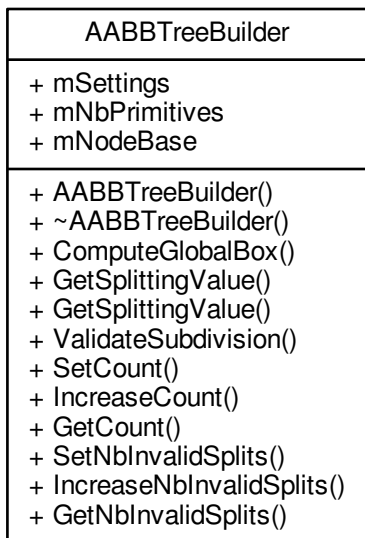 AABBTreeBuilder
+ mSettings
+ mNbPrimitives
+ mNodeBase
+ AABBTreeBuilder()
+ ~AABBTreeBuilder()
+ ComputeGlobalBox()
+ GetSplittingValue()
+ GetSplittingValue()
+ ValidateSubdivision()
+ SetCount()
+ IncreaseCount()
+ GetCount()
+ SetNbInvalidSplits()
+ IncreaseNbInvalidSplits()
+ GetNbInvalidSplits()